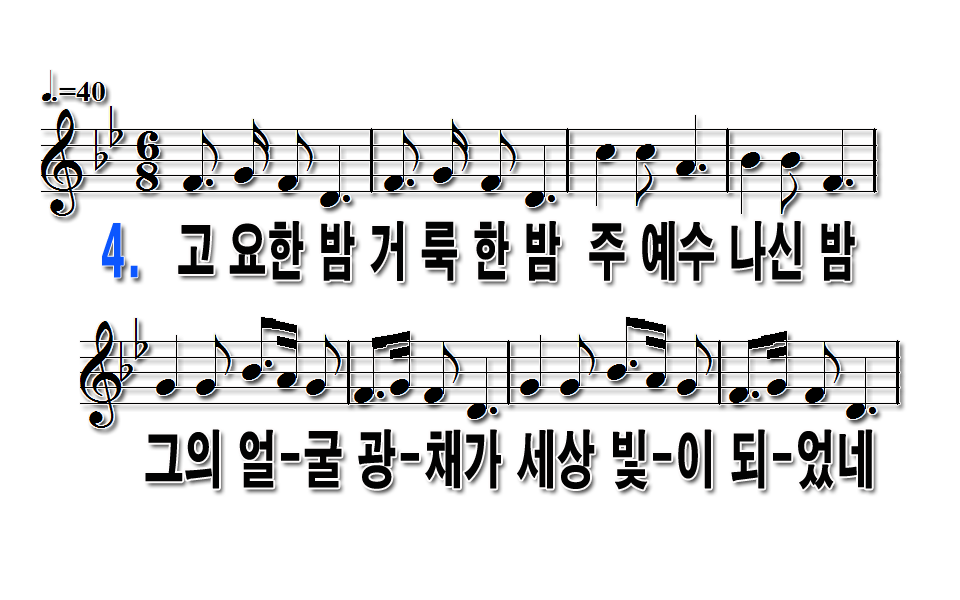 ♩.=40
6
8
4. 고 요한 밤 거 룩 한 밤 주 예수 나신 밤
그의 얼-굴 광-채가 세상 빛-이 되-었네